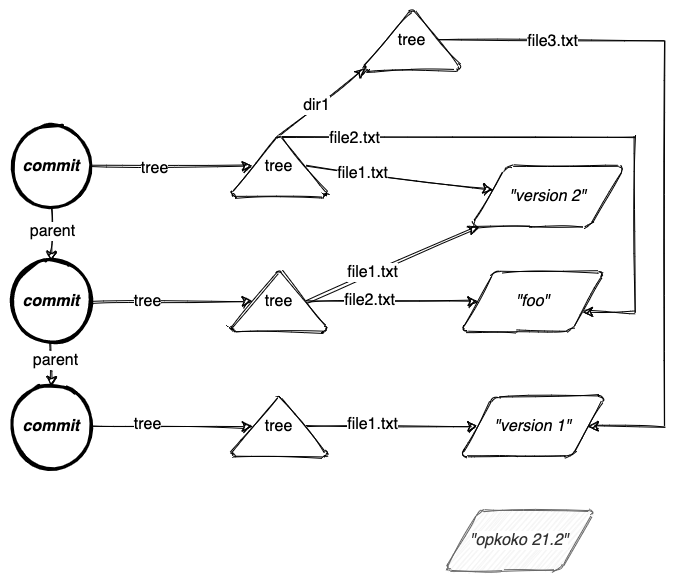 tree
file3.txt
dir1
file2.txt
commit
tree
tree
file1.txt
"version 2"
parent
file1.txt
commit
tree
tree
file2.txt
"foo"
parent
commit
tree
tree
file1.txt
"version 1"
"opkoko 21.2"